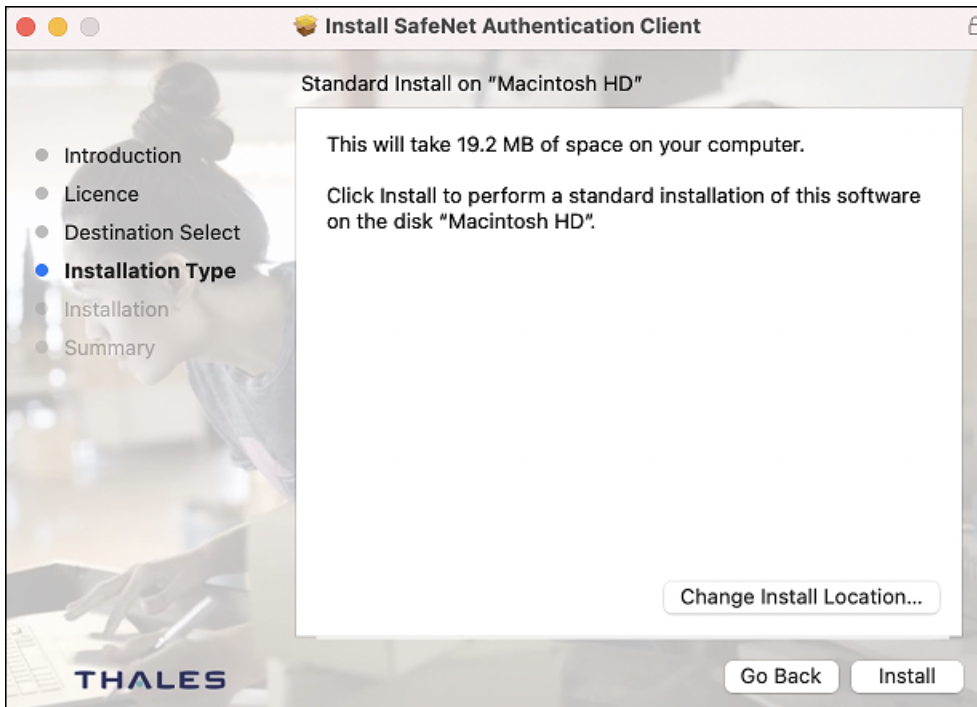 Install SafeNet Authentication Client
Standard Install on "Macintosh HD"
Introduction
Licence
Destination Select
Installation Type
Installation
Summary
This will take 19.2 MB of space on your computer.
Click Install to perform a standard installation of this software
on the disk "Macintosh HD".
Change Install Location...
THALES
Go Back
Install